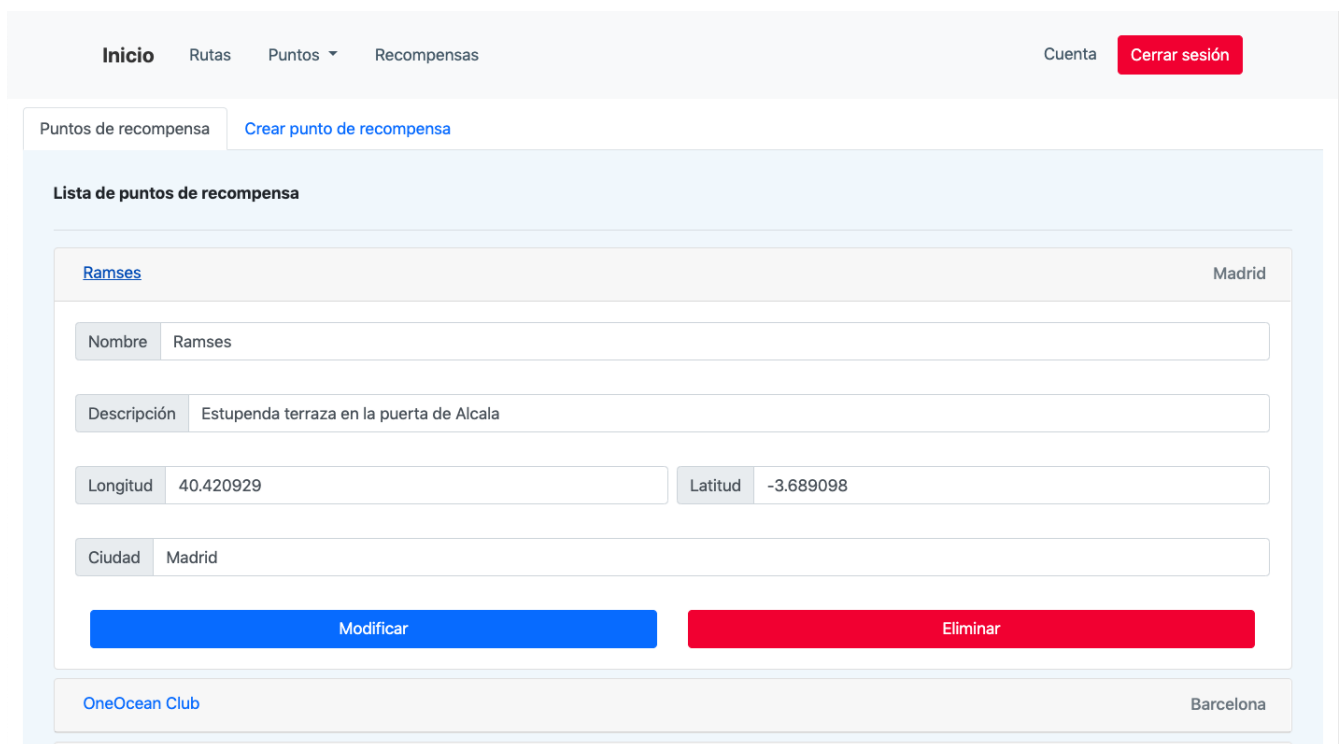 Inicio Rutas Puntos Recompensas Cuenta Cerrar sesión
Puntos de recompensa Crear punto de recompensa
Lista de puntos de recompensa
Ramses Madrid
Nombre Ramses
Descripción Estupenda terraza en la puerta de Alcala
Longitud 40.420929 Latitud -3.689098
Ciudad Madrid
Modificar Eliminar
OneOcean Club Barcelona